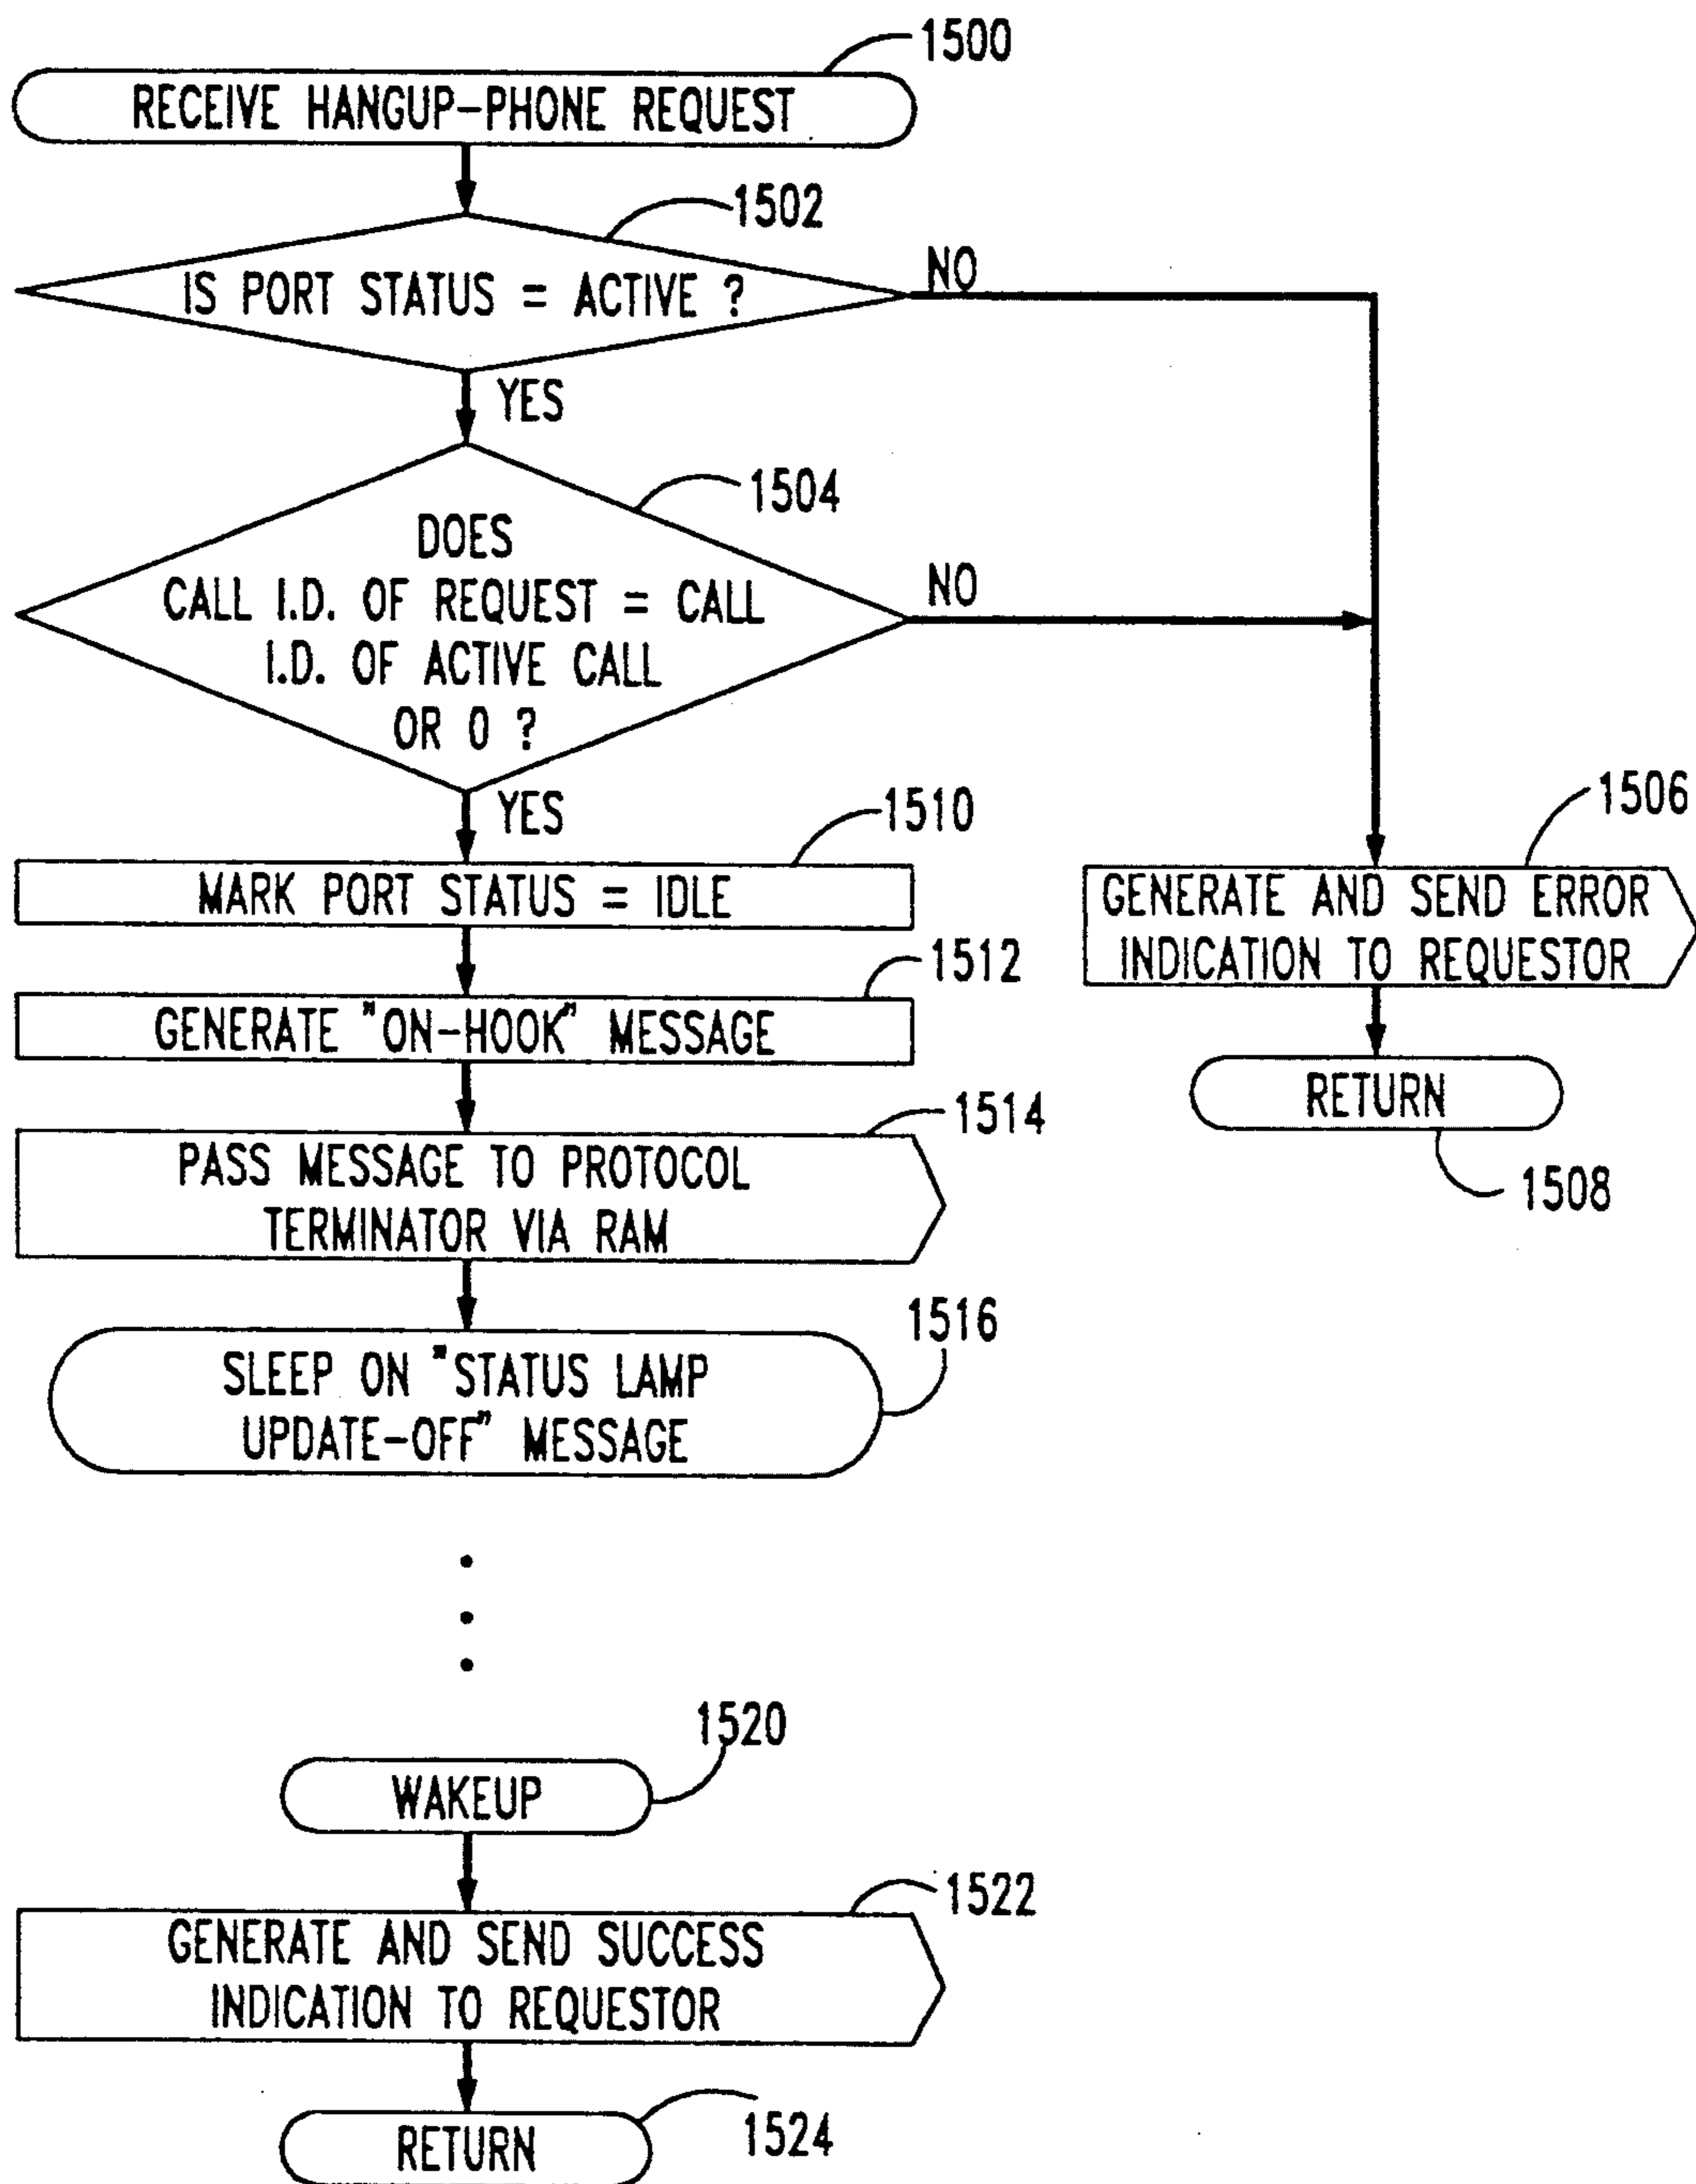 1500
RECEIVE HANGUP-PHONE REQUEST
1502
IS PORT STATUS = ACTIVE ?
NO
YES
1504
DOES
CALL I.D. OF REQUEST = CALL
I.D. OF ACTIVE CALL
OR 0 ?
NO
YES
1510
MARK PORT STATUS = IDLE
1506
GENERATE AND SEND ERROR
INDICATION TO REQUESTOR
1512
GENERATE "ON-HOOK" MESSAGE
RETURN
1508
1514
PASS MESSAGE TO PROTOCOL
TERMINATOR VIA RAM
1516
SLEEP ON "STATUS LAMP
UPDATE-OFF" MESSAGE
1520
WAKEUP
1522
GENERATE AND SEND SUCCESS
INDICATION TO REQUESTOR
RETURN
1524